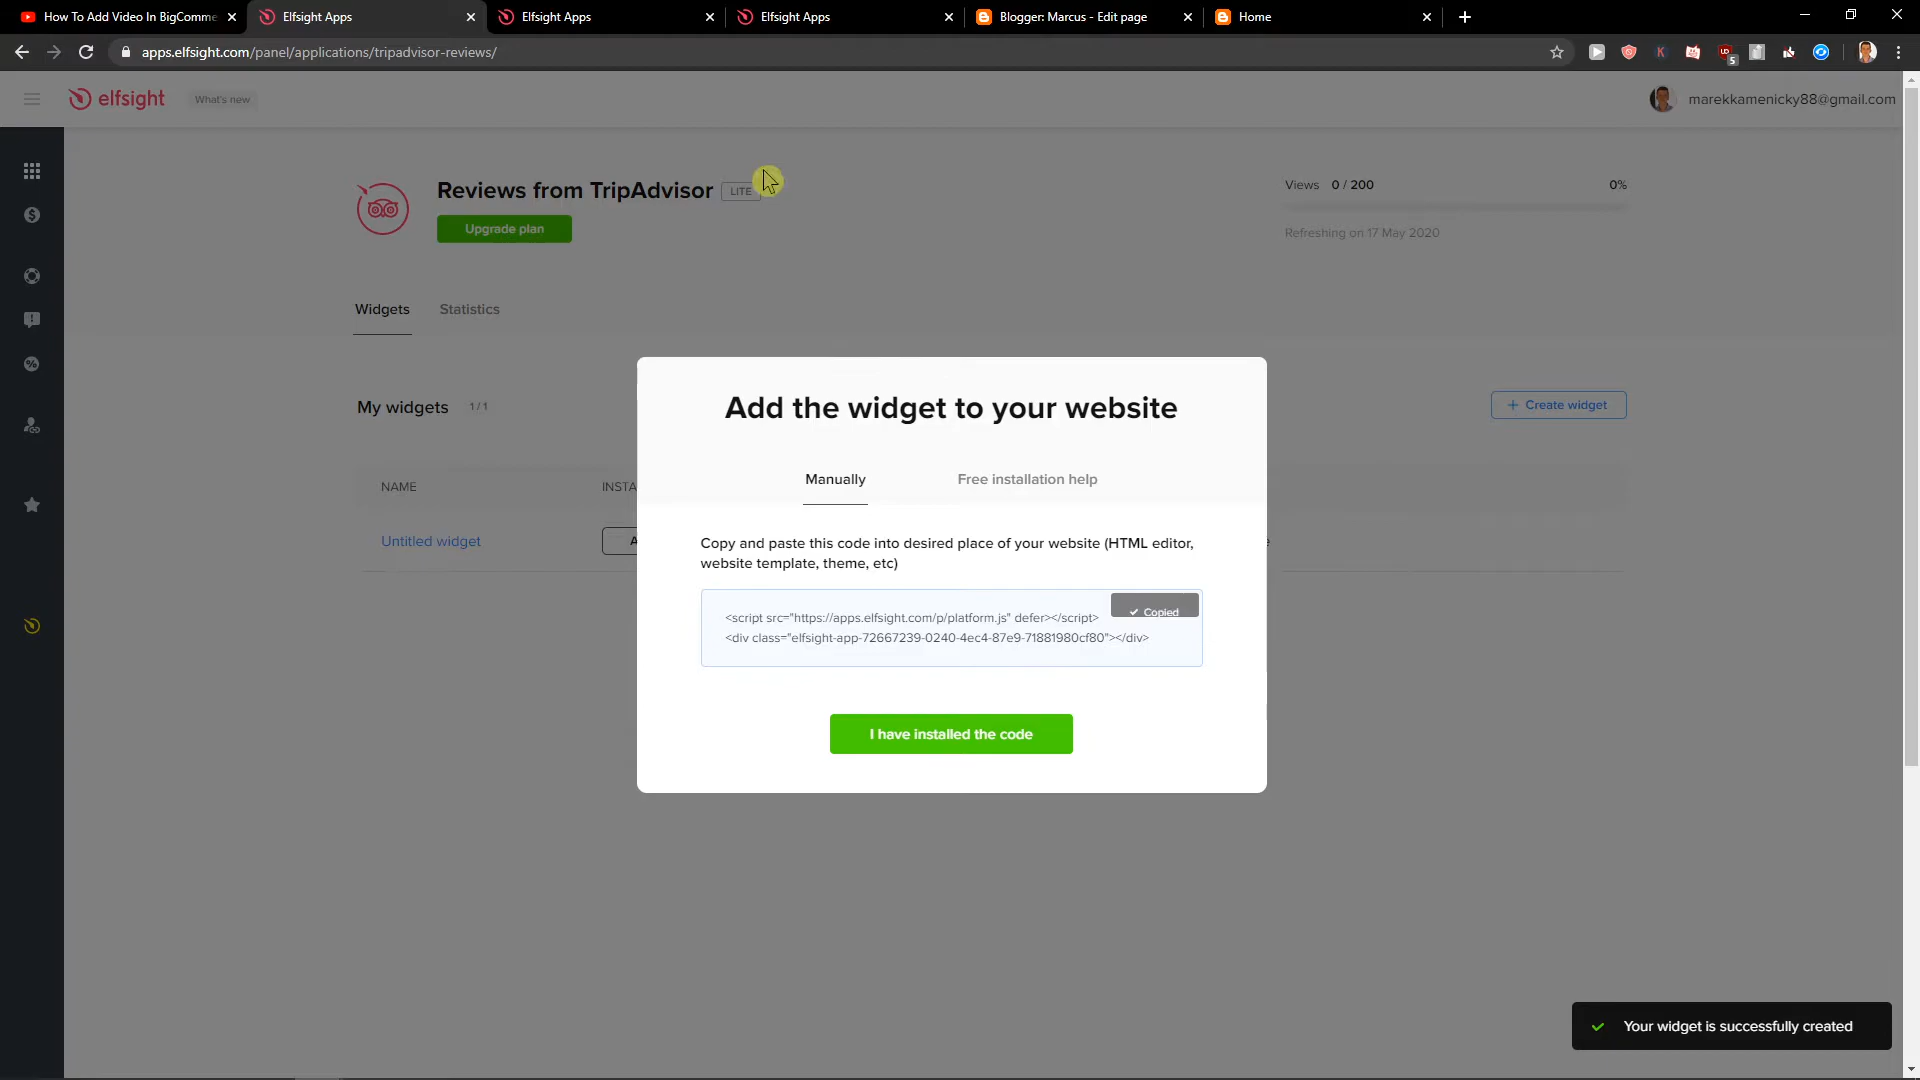 How To Add Video In BigComme
Elfsight Apps
Elfsight Apps
Elfsight Apps
Blogger: Marcus - Edit page
Home
apps.elfsight.com/panel/applications/tripadvisor-reviews/
5
elfsight
What's new
marekkamenicky88@gmail.com
Reviews from TripAdvisor
LITE
Upgrade plan
Views 0 / 200
0%
Refreshing on 17 May 2020
Widgets
Statistics
My widgets 1/1
+ Create widget
NAME
INSTA
Untitled widget
A
Add the widget to your website
Manually
Free installation help
Copy and paste this code into desired place of your website (HTML editor,
website template, theme, etc)
Copied
<script src="https://apps.elfsight.com/p/platform.js" defer></script>
<div class="elfsight-app-72667239-0240-4ec4-87e9-71881980cf80"></div>
I have installed the code
Your widget is successfully created